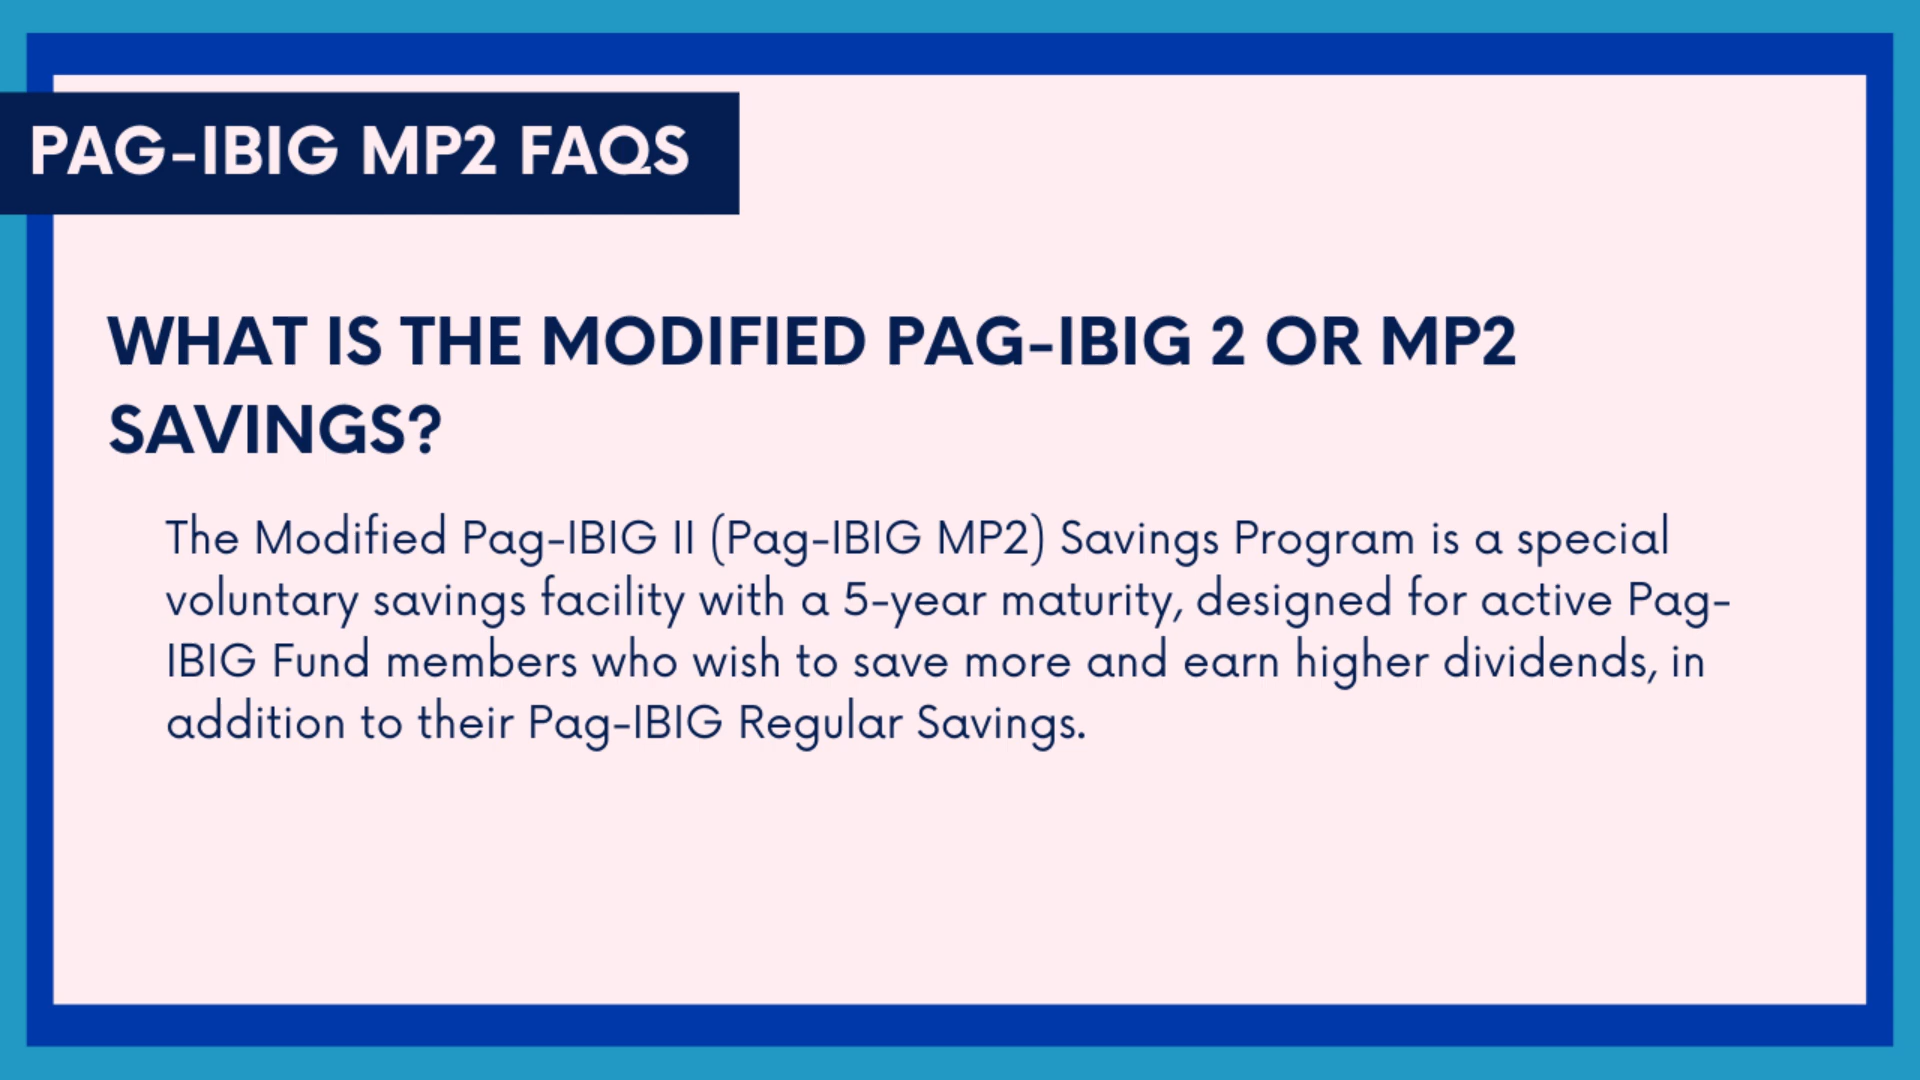 PAG-IBIG MP2 FAQS
WHAT IS THE MODIFIED PAG-IBIG 2 OR MP2
SAVINGS?
The Modified Pag-IBIG II (Pag-IBIG MP2) Savings Program is a special
voluntary savings facility with a 5-year maturity, designed for active Pag-
IBIG Fund members who wish to save more and earn higher dividends, in
addition to their Pag-IBIG Regular Savings.